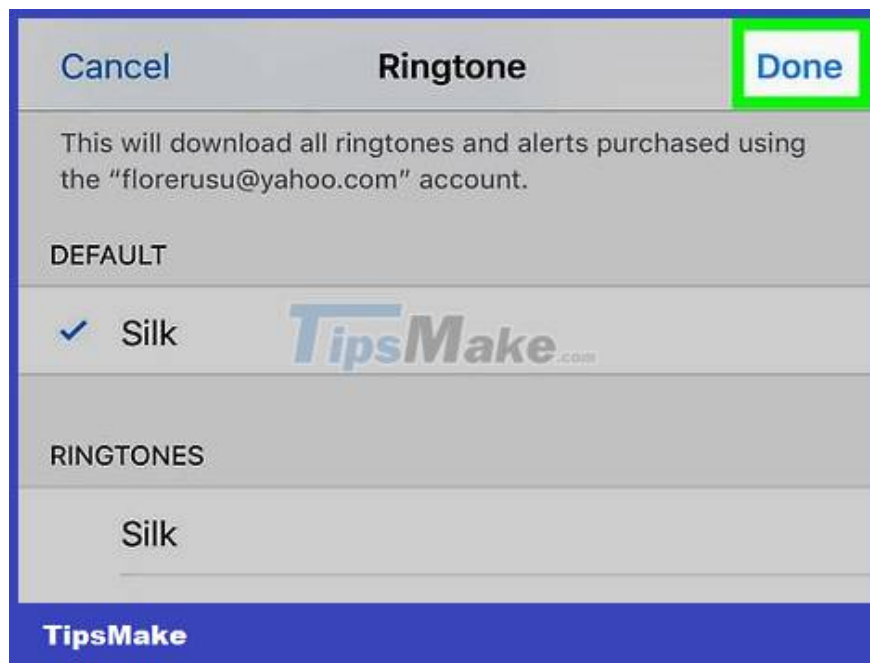 Cancel Ringtone Done
This will download all ringtones and alerts purchased using
the “florerusu@yahoo.com” account.
DEFAULT
Silk
TipsMake.com
RINGTONES
Silk
TipsMake